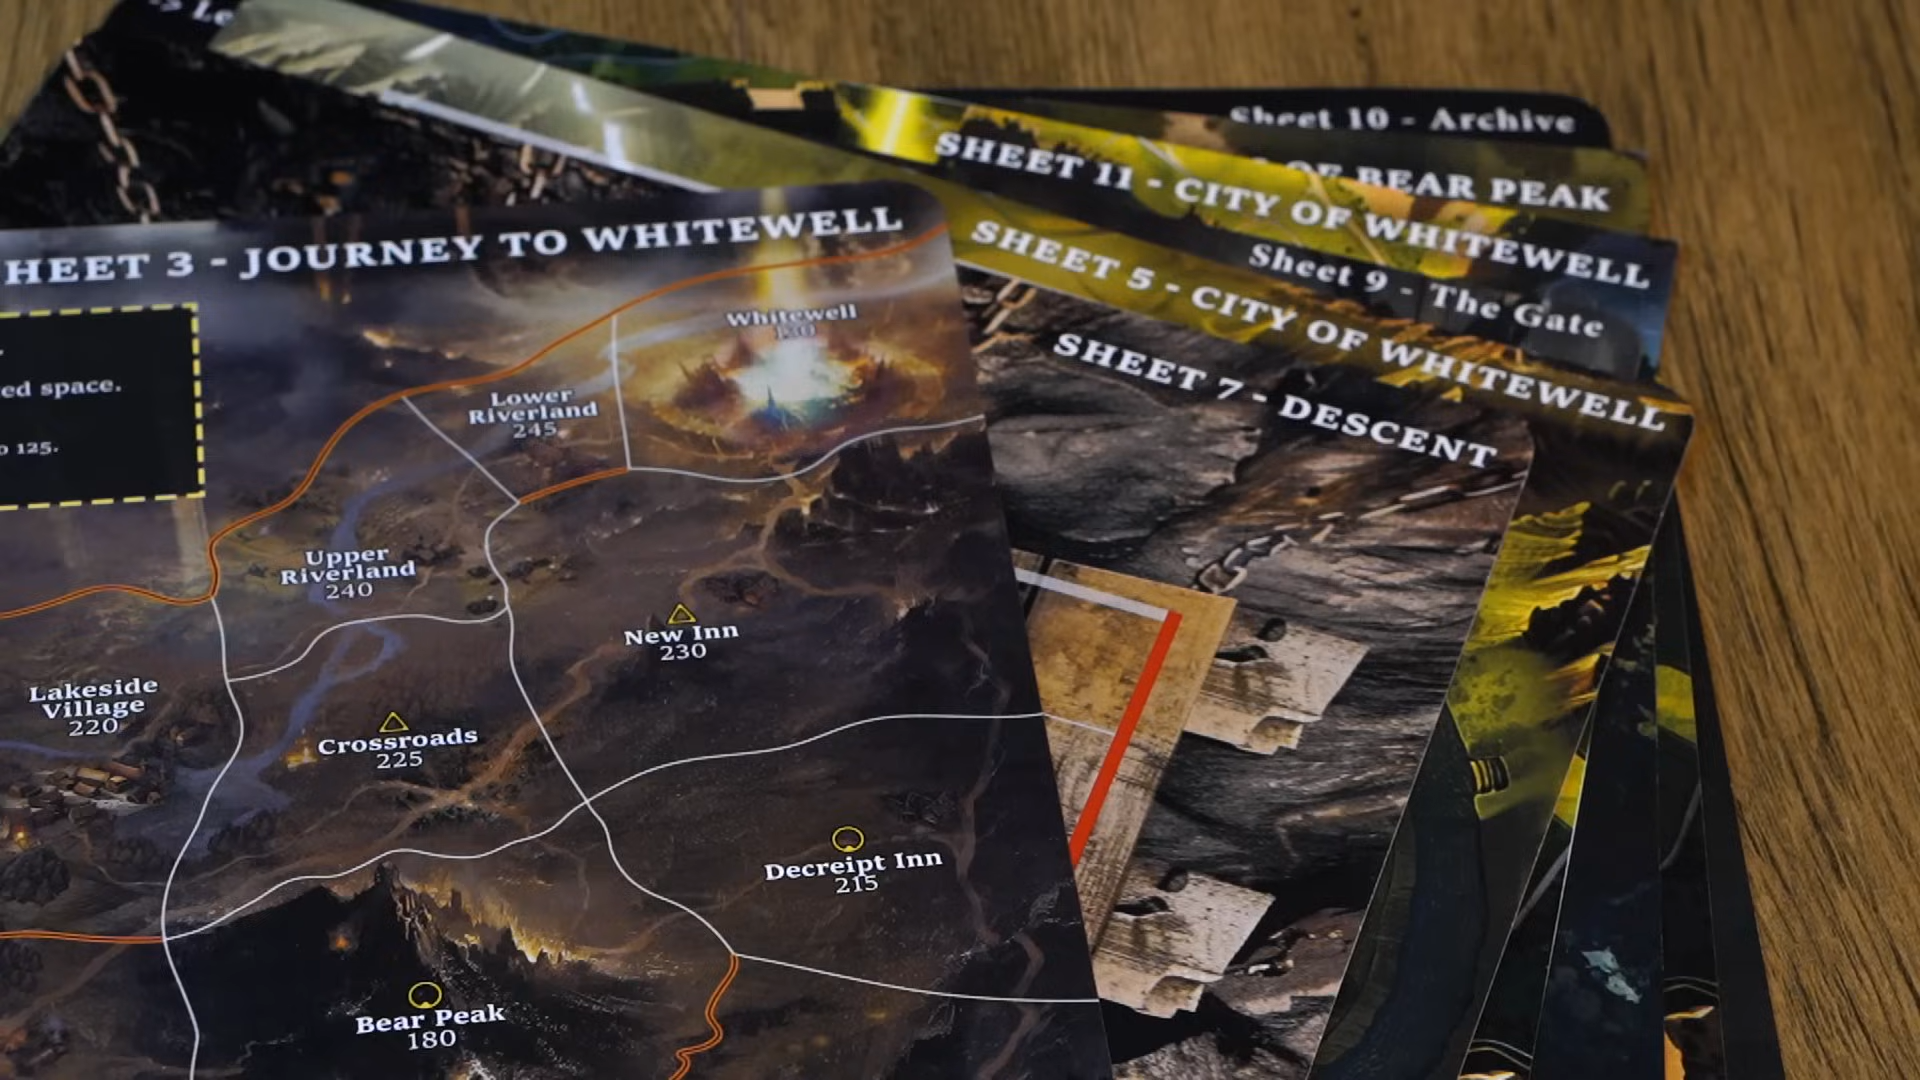 Sheet 10 - Archive
OF BEAR PEAK
SHEET 11 - CITY OF WHITEWELL
Sheet 9 - The Gate
SHEET 5 - CITY OF WHITEWELL
SHEET 7 - DESCENT
HEET 3 - JOURNEY TO WHITEWELL
ed space.
125.
Whitewell
Lower
Riverland
245
Upper
Riverland
240
New Inn
230
Lakeside
Village
220
Crossroads
225
Decreipt Inn
215
Bear Peak
180